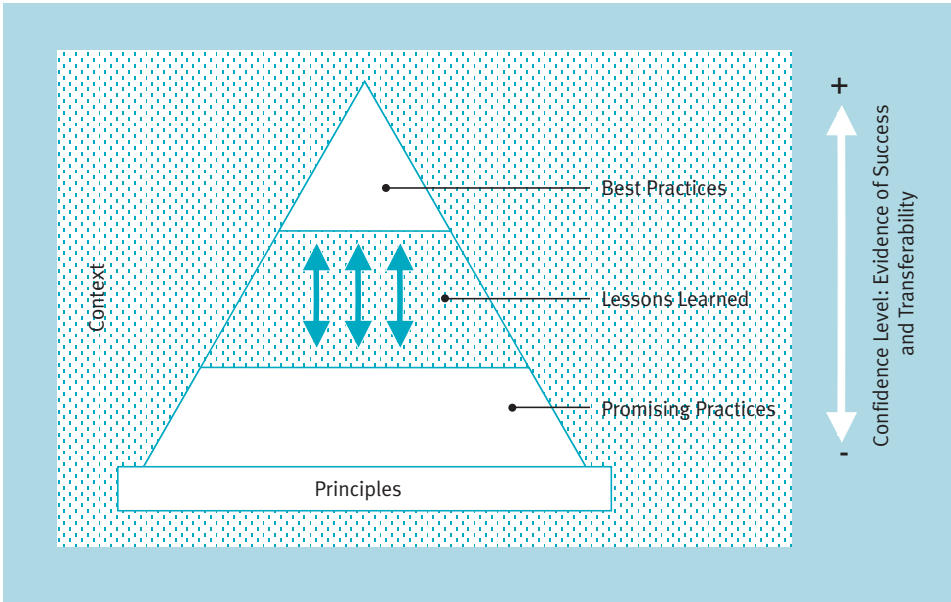 +
Best Practices
Lessons Learned
Promising Practices
Principles
Context
Confidence Level: Evidence of Success
and Transferability
-